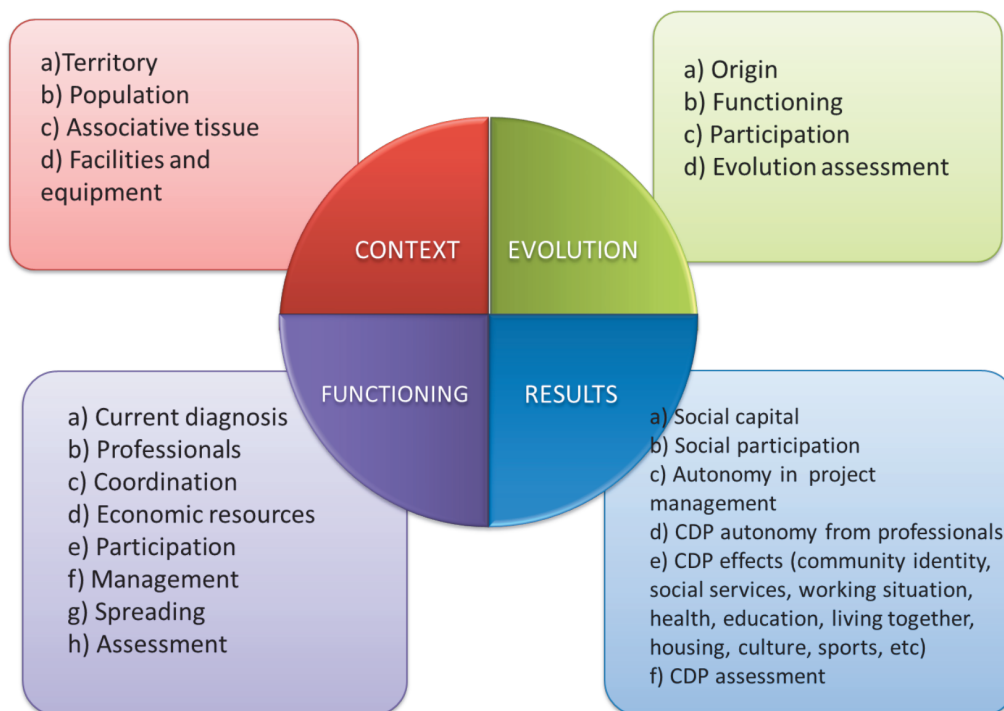 a)Territory
b) Population
c) Associative tissue
d) Facilities and
equipment
a) Origin
b) Functioning
c) Participation
d) Evolution assessment
CONTEXT
EVOLUTION
FUNCTIONING
RESULTS
a) Current diagnosis
b) Professionals
c) Coordination
d) Economic resources
e) Participation
f) Management
g) Spreading
h) Assessment
a) Social capital
b) Social participation
c) Autonomy in project
management
d) CDP autonomy from professionals
e) CDP effects (community identity,
social services, working situation,
health, education, living together,
housing, culture, sports, etc)
f) CDP assessment